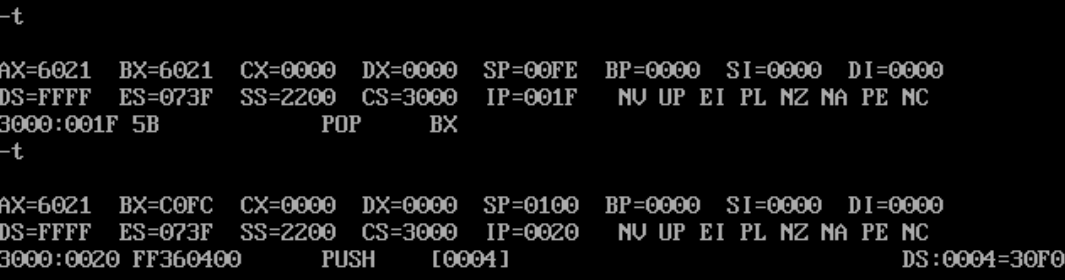 -t
AX=6021 BX=6021 CX=0000 DX=0000 SP=00FE BP=0000 SI=0000 DI=0000
DS=FFFF ES=073F SS=2200 CS=3000 IP=001F NV UP EI PL NZ NA PE NC
3000:001F 5B POP BX
-t
AX=6021 BX=C0FC CX=0000 DX=0000 SP=0100 BP=0000 SI=0000 DI=0000
DS=FFFF ES=073F SS=2200 CS=3000 IP=0020 NV UP EI PL NZ NA PE NC
3000:0020 FF360400 PUSH [0004] DS:0004=30F0